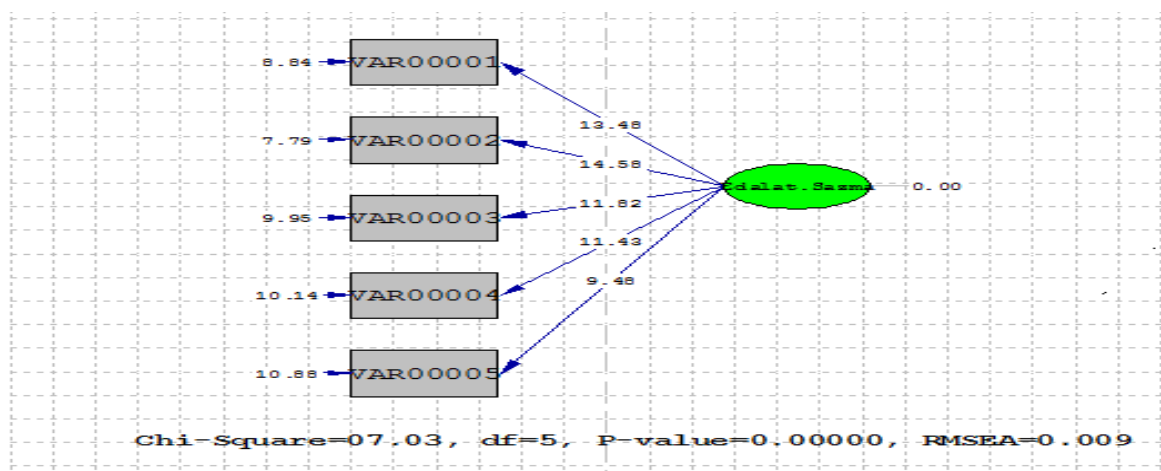 8.84 VAR00001
13.48
7.79 VAR00002
14.58
Edalat.Sazma 0.00
11.82
9.95 VAR00003
11.43
9.48
10.14 VAR00004
10.88 VAR00005
Chi-Square=07.03, df=5, P-value=0.00000, RMSEA=0.009